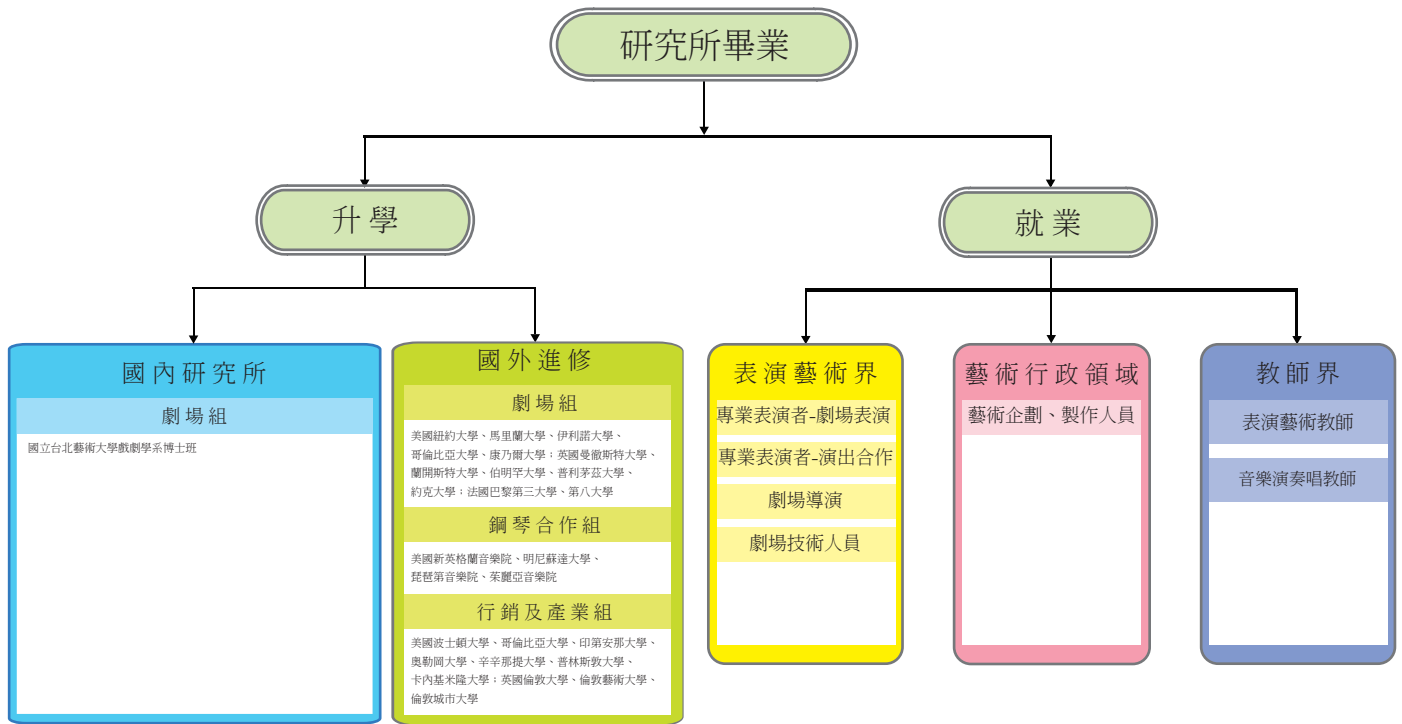 研究所畢業
升學
就業
國內研究所
劇場組
國立台北藝術大學戲劇學系博士班
國外進修
劇場組
美國紐約大學、馬里蘭大學、伊利諾大學、
哥倫比亞大學、康乃爾大學；英國曼徹斯特大學、
蘭開斯特大學、伯明罕大學、普利茅茲大學、
約克大學；法國巴黎第三大學、第八大學
鋼琴合作組
美國新英格蘭音樂院、明尼蘇達大學、
琵琶第音樂院、茱麗亞音樂院
行銷及產業組
美國波士頓大學、哥倫比亞大學、印第安那大學、
奧勒岡大學、辛辛那提大學、普林斯敦大學、
卡內基米隆大學；英國倫敦大學、倫敦藝術大學、
倫敦城市大學
表演藝術界
專業表演者-劇場表演
專業表演者-演出合作
劇場導演
劇場技術人員
藝術行政領域
藝術企劃、製作人員
教師界
表演藝術教師
音樂演奏唱教師